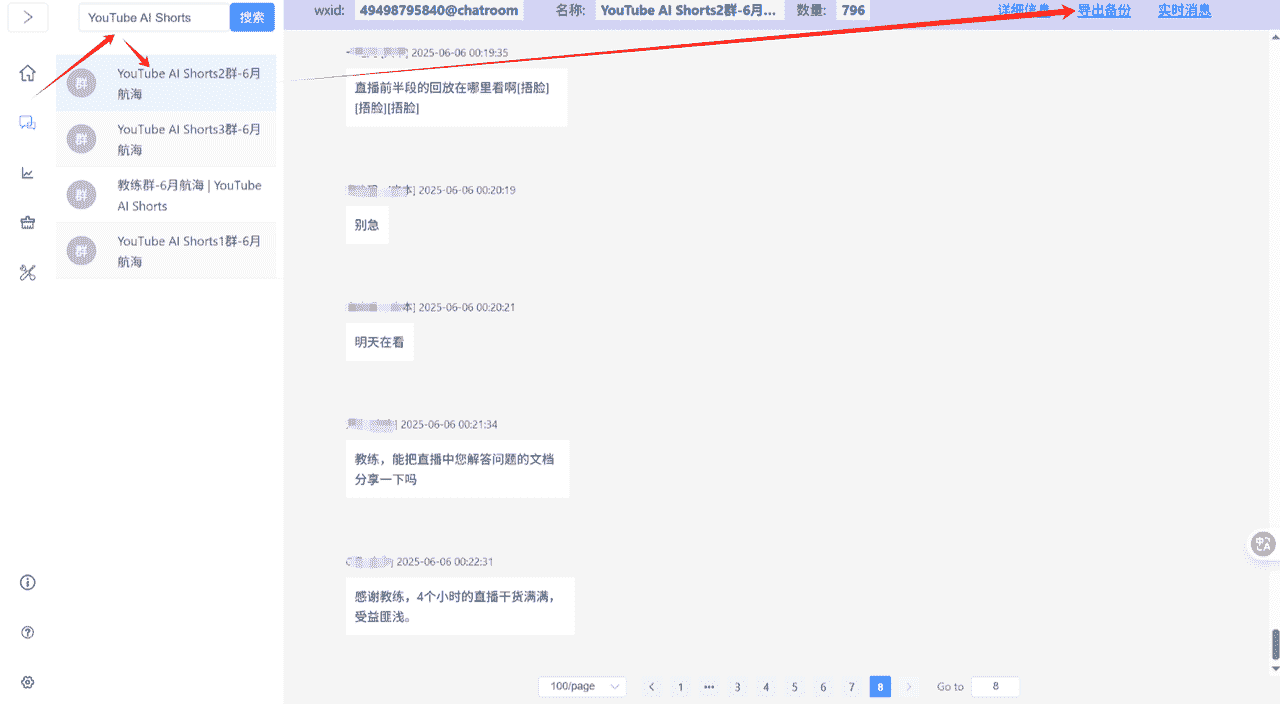 YouTube AI Shorts
搜索
wxid: 49498795840@chatroom 名称: YouTube AI Shorts2群-6月... 数量: 796 详细信息 导出备份 实时消息
群
YouTube AI Shorts2群-6月
航海
群
YouTube AI Shorts3群-6月
航海
群
教练群-6月航海 | YouTube
AI Shorts
群
YouTube AI Shorts1群-6月
航海
2025-06-06 00:19:35
直播前半段的回放在哪里看啊[捂脸]
[捂脸][捂脸]
本] 2025-06-06 00:20:19
别急
本] 2025-06-06 00:20:21
明天在看
2025-06-06 00:21:34
教练，能把直播中您解答问题的文档
分享一下吗
2025-06-06 00:22:31
感谢教练，4个小时的直播干货满满，
受益匪浅。
100/page 1 ••• 3 4 5 6 7 8 Go to 8